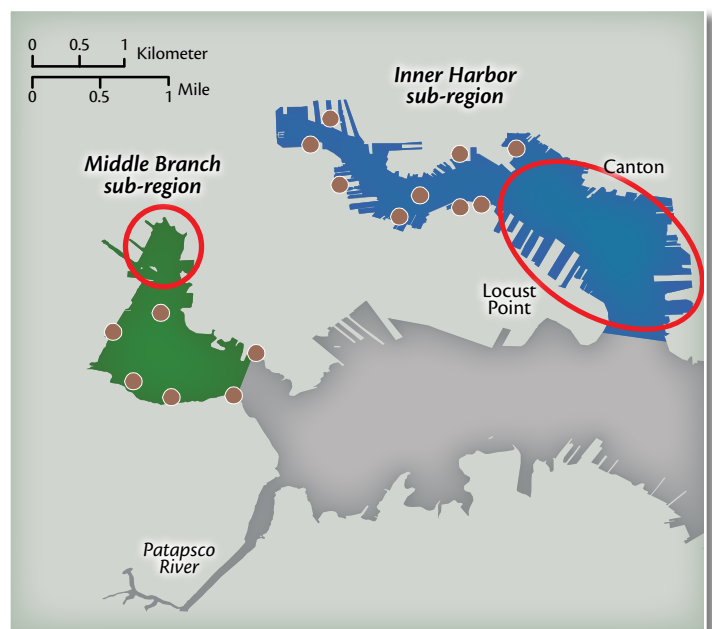 0 0.5 1 Kilometer
0 0.5 1 Mile
Inner Harbor
sub-region
Middle Branch
sub-region
Canton
Locust
Point
Patapsco
River